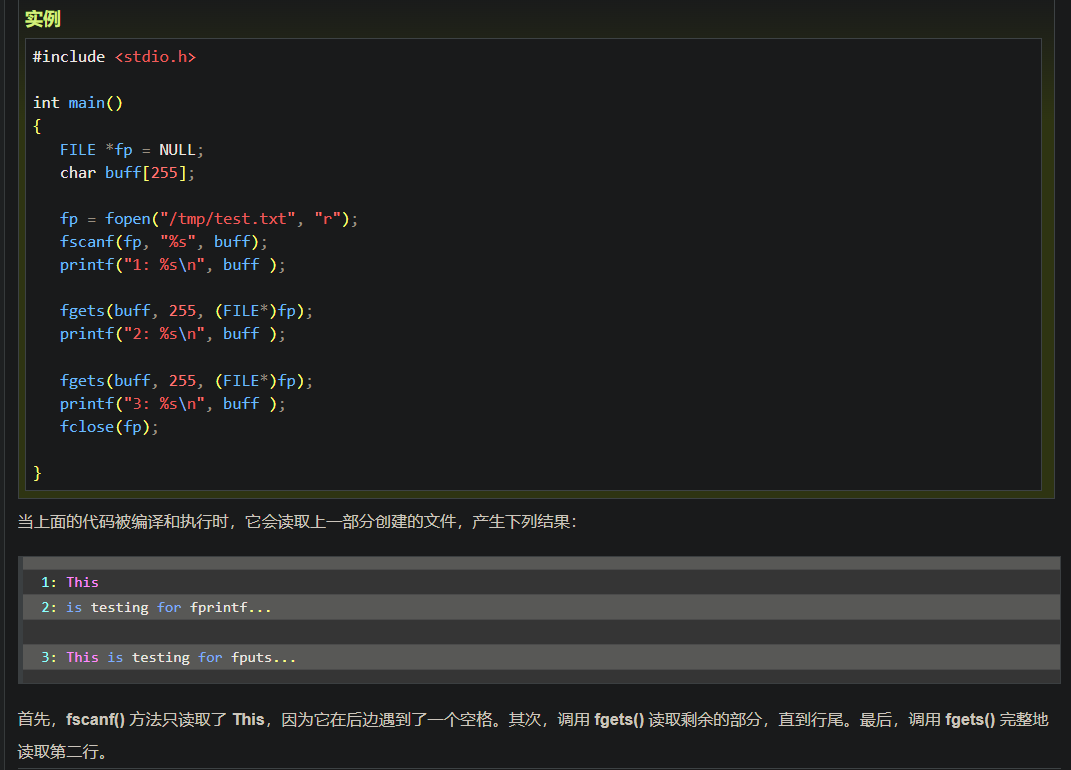 实例
#include <stdio.h>
int main()
{
FILE *fp = NULL;
char buff[255];
fp = fopen("/tmp/test.txt", "r");
fscanf(fp, "%s", buff);
printf("1: %s\n", buff );
fgets(buff, 255, (FILE*)fp);
printf("2: %s\n", buff );
fgets(buff, 255, (FILE*)fp);
printf("3: %s\n", buff );
fclose(fp);
}
当上面的代码被编译和执行时，它会读取上一部分创建的文件，产生下列结果：
1: This
2: is testing for fprintf...
3: This is testing for fputs...
首先，fscanf() 方法只读取了 This，因为它在后边遇到了一个空格。其次，调用 fgets() 读取剩余的部分，直到行尾。最后，调用 fgets() 完整地
读取第二行。